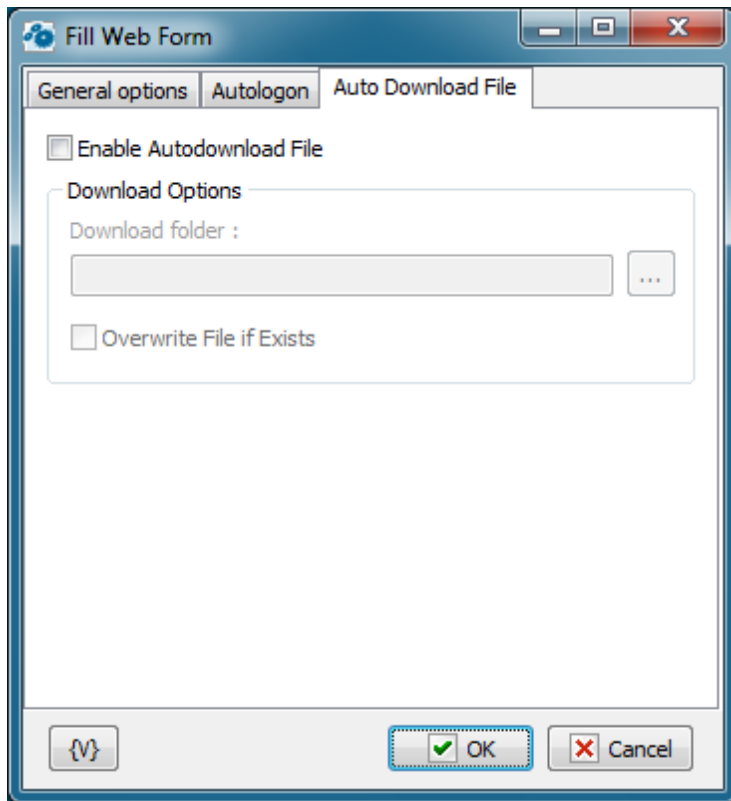 Fill Web Form
General options Autologon Auto Download File
Enable Autodownload File
Download Options
Download folder :
...
Overwrite File if Exists
{V} OK Cancel